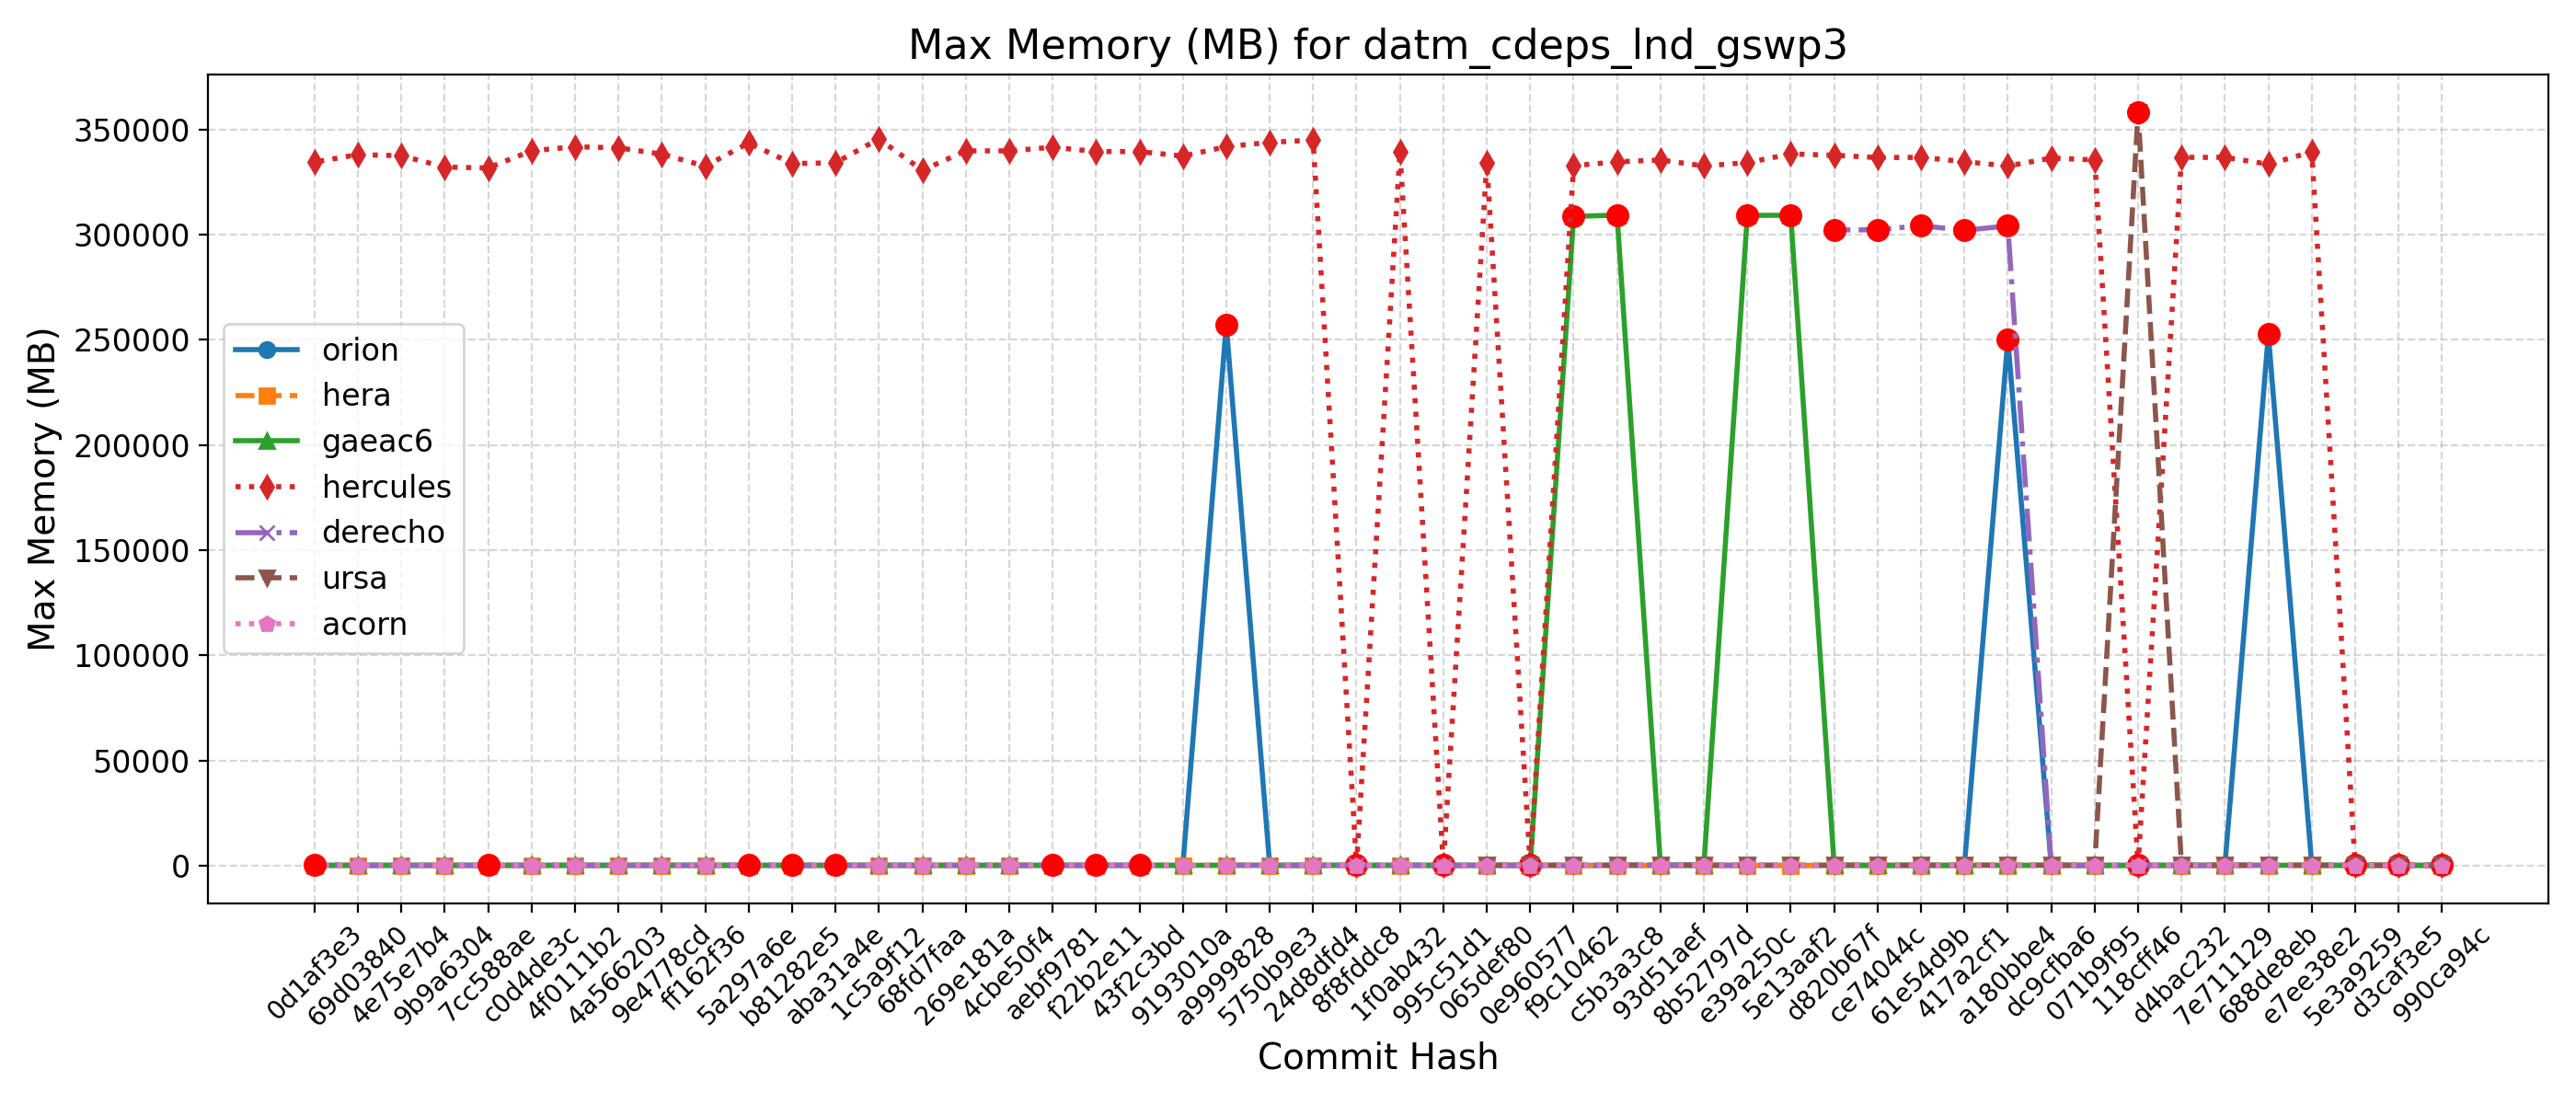 Max Memory (MB) for datm_cdeps_lnd_gswp3
Max Memory (MB)
350000
300000
250000
200000
150000
100000
50000
0
orion
hera
gaeac6
hercules
derecho
ursa
acorn
0d1af3e3
69d03840
4e75e7b4
9b9a6304
7cc588ae
c0d4de3c
4f0111b2
4a566203
9e4778cd
ff162f36
5a297a6e
b81282e5
aba31a4e
1c5a9f12
68fd7faa
269e181a
4cbe50f4
aebf9781
f22b2e11
43f2c3bd
9193010a
a9999828
5750b9e3
24d8dfd4
8f8fddc8
1f0ab432
995c51d1
065def80
0e960577
f9c10462
c5b3a3c8
93d51aef
8b52797d
e39a250c
5e13aaf2
d820b67f
ce74044c
61e54d9b
417a2cf1
a180bbe4
dc9cfba6
071b9f95
118cff46
d4bac232
7e711129
688de8eb
e7ee38e2
5e3a9259
d3caf3e5
990ca94c
Commit Hash